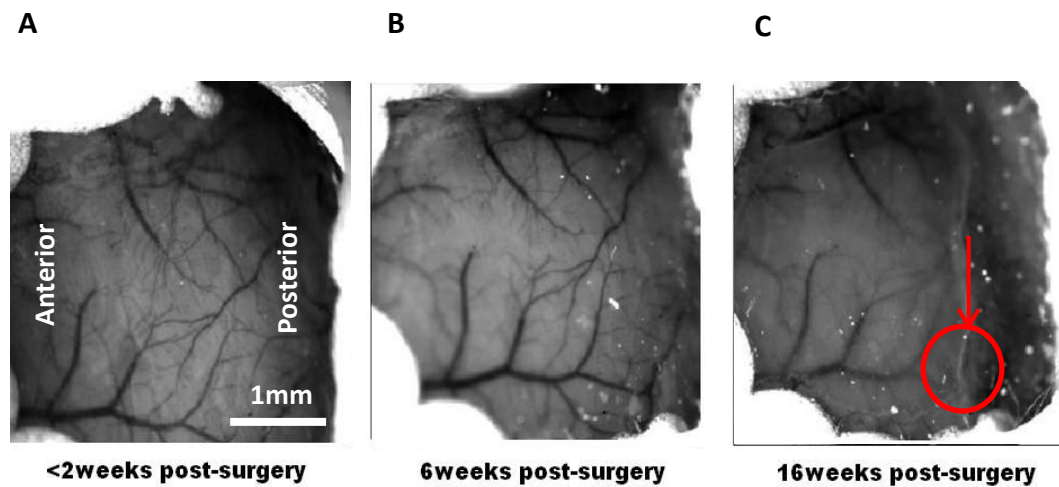 A
B
C
Anterior
Posterior
1mm
<2weeks post-surgery
6weeks post-surgery
16weeks post-surgery